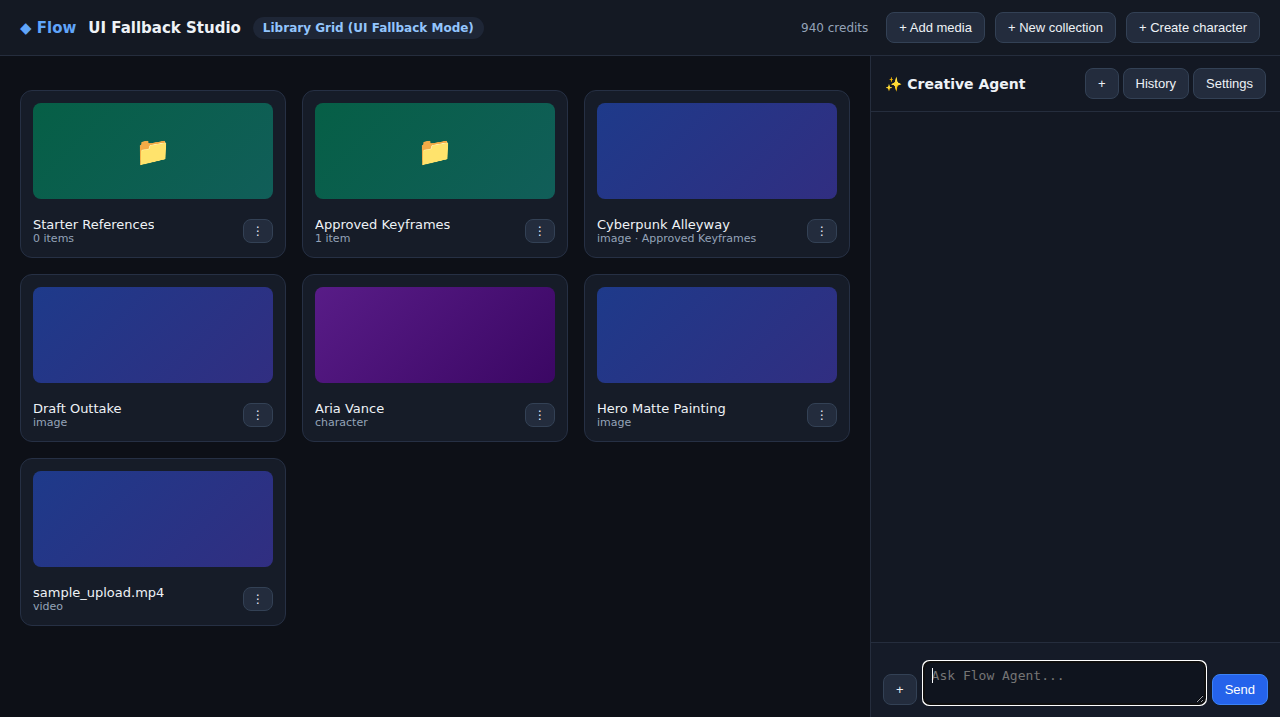 ◆ Flow UI Fallback Studio Library Grid (UI Fallback Mode) 940 credits + Add media + New collection + Create character
✨ Creative Agent + History Settings
Starter References
0 items
Approved Keyframes
1 item
Cyberpunk Alleyway
image · Approved Keyframes
Draft Outtake
image
Aria Vance
character
Hero Matte Painting
image
sample_upload.mp4
video
+ Ask Flow Agent... Send